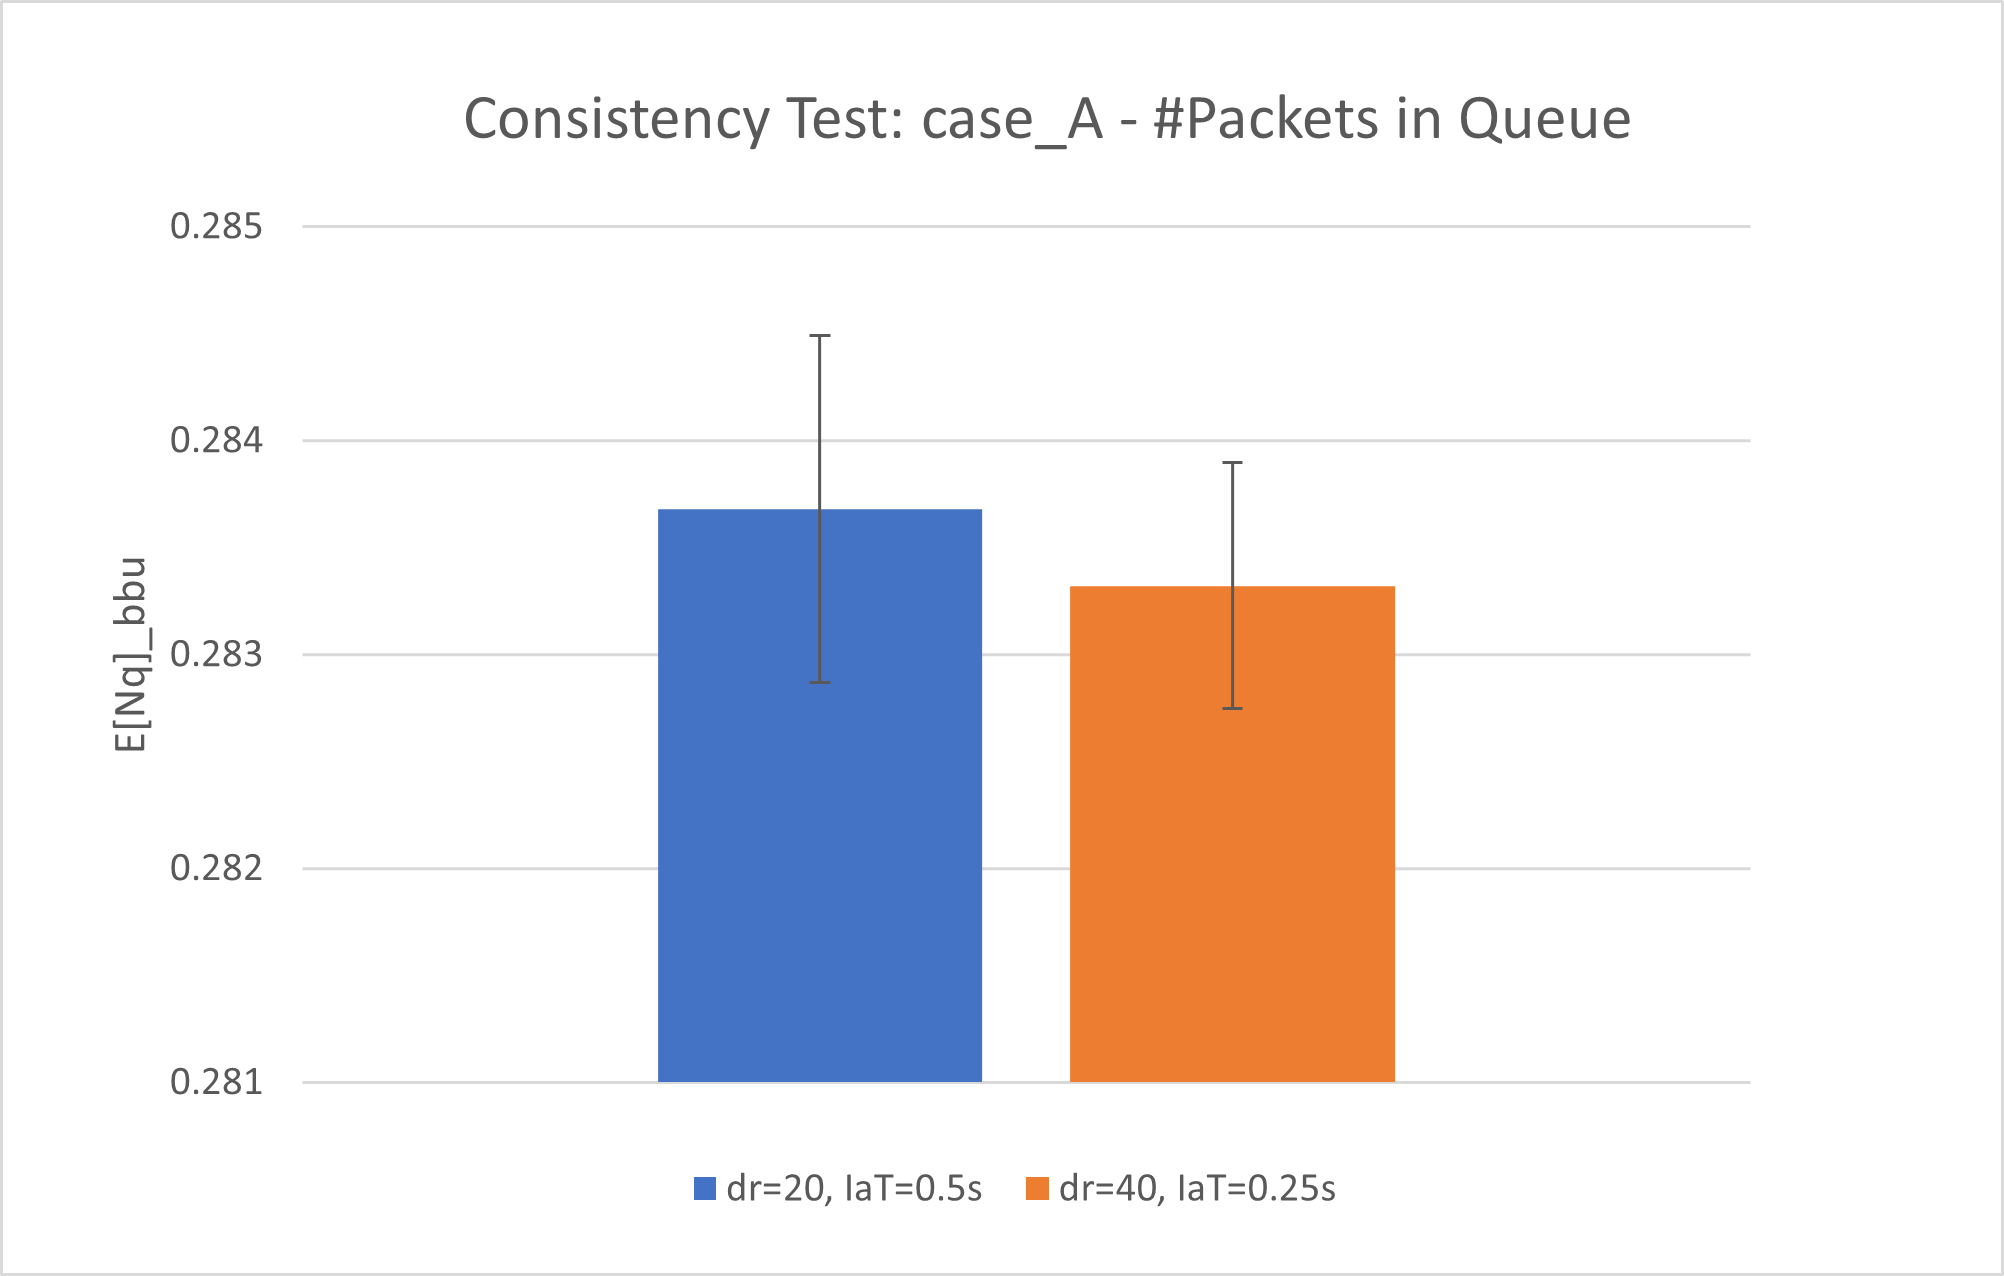 Consistency Test: case_A - #Packets in Queue
0.285
0.284
0.283
0.282
0.281
E[Nq]_bbu
dr=20, IaT=0.5s
dr=40, IaT=0.25s